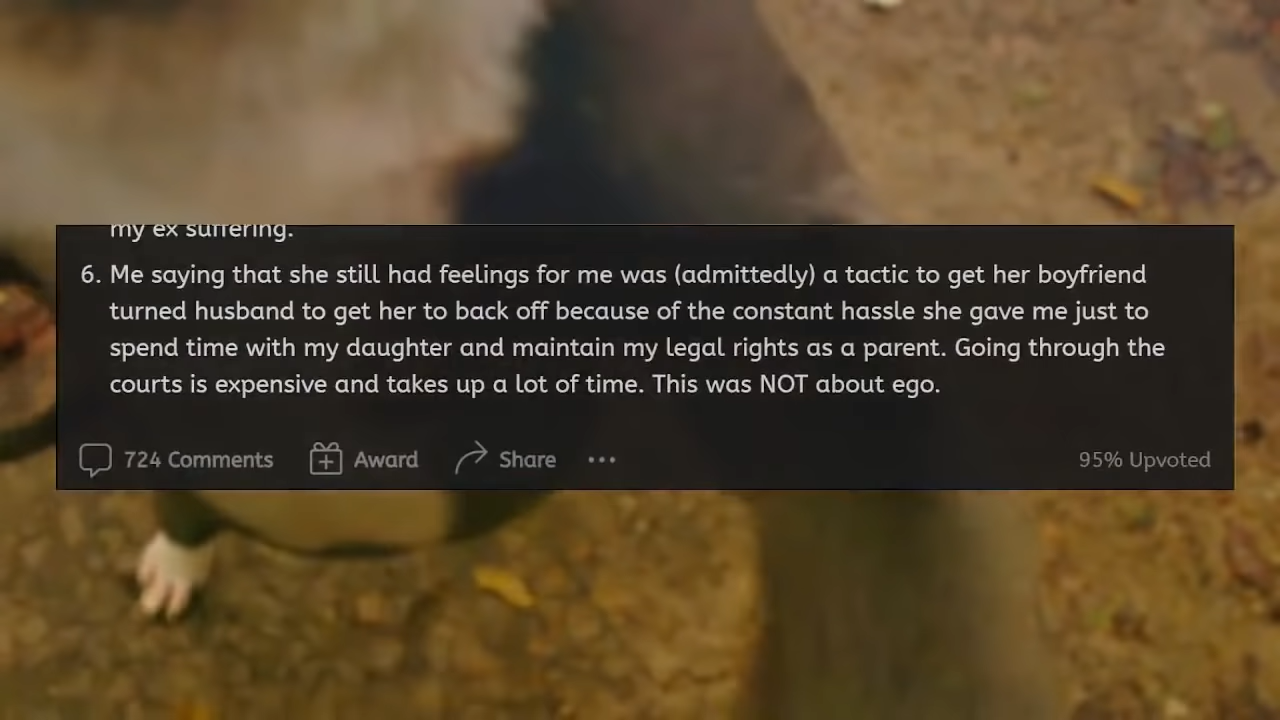 my ex suffering.
6. Me saying that she still had feelings for me was (admittedly) a tactic to get her boyfriend
turned husband to get her to back off because of the constant hassle she gave me just to
spend time with my daughter and maintain my legal rights as a parent. Going through the
courts is expensive and takes up a lot of time. This was NOT about ego.
724 Comments Award Share ••• 95% Upvoted